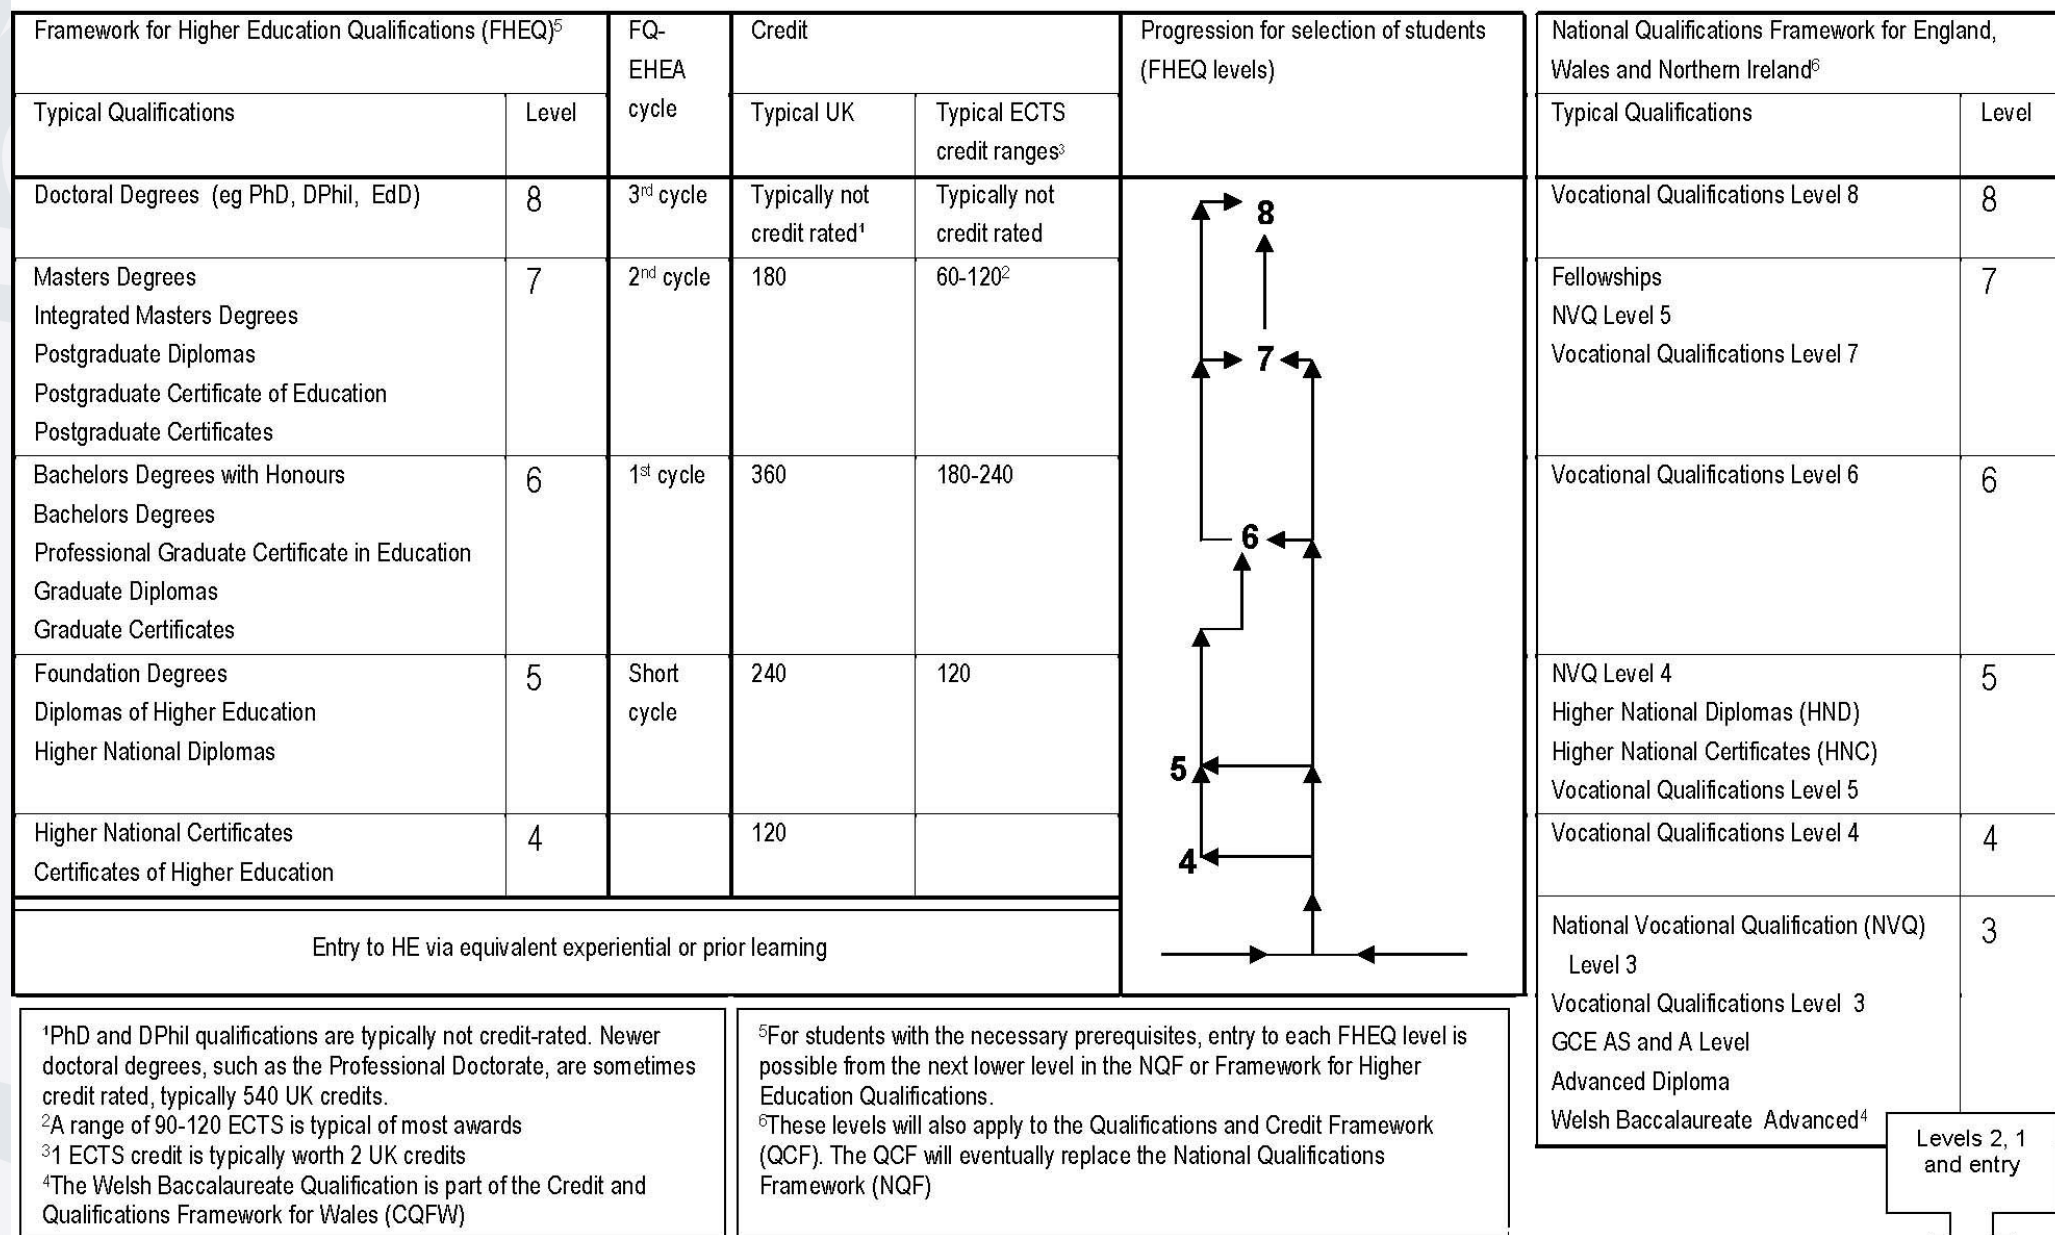 Framework for Higher Education Qualifications (FHEQ)⁵
FQ-
EHEA
cycle
Credit
Progression for selection of students
(FHEQ levels)
National Qualifications Framework for England,
Wales and Northern Ireland⁶
Typical Qualifications
Level
Typical UK
Typical ECTS
credit ranges³
Typical Qualifications
Level
Doctoral Degrees (eg PhD, DPhil, EdD)
8
3rd cycle
Typically not
credit rated¹
Typically not
credit rated
8
Vocational Qualifications Level 8
8
Masters Degrees
Integrated Masters Degrees
Postgraduate Diplomas
Postgraduate Certificate of Education
Postgraduate Certificates
7
2nd cycle
180
60-120²
7
Fellowships
NVQ Level 5
Vocational Qualifications Level 7
7
Bachelors Degrees with Honours
Bachelors Degrees
Professional Graduate Certificate in Education
Graduate Diplomas
Graduate Certificates
6
1st cycle
360
180-240
6
Vocational Qualifications Level 6
6
Foundation Degrees
Diplomas of Higher Education
Higher National Diplomas
5
Short
cycle
240
120
5
NVQ Level 4
Higher National Diplomas (HND)
Higher National Certificates (HNC)
Vocational Qualifications Level 5
5
Higher National Certificates
Certificates of Higher Education
4
120
4
Vocational Qualifications Level 4
4
Entry to HE via equivalent experiential or prior learning
National Vocational Qualification (NVQ)
Level 3
Vocational Qualifications Level 3
GCE AS and A Level
Advanced Diploma
Welsh Baccalaureate Advanced⁴
3
¹PhD and DPhil qualifications are typically not credit-rated. Newer
doctoral degrees, such as the Professional Doctorate, are sometimes
credit rated, typically 540 UK credits.
²A range of 90-120 ECTS is typical of most awards
³1 ECTS credit is typically worth 2 UK credits
⁴The Welsh Baccalaureate Qualification is part of the Credit and
Qualifications Framework for Wales (CQFW)
⁵For students with the necessary prerequisites, entry to each FHEQ level is
possible from the next lower level in the NQF or Framework for Higher
Education Qualifications.
⁶These levels will also apply to the Qualifications and Credit Framework
(QCF). The QCF will eventually replace the National Qualifications
Framework (NQF)
Levels 2, 1
and entry